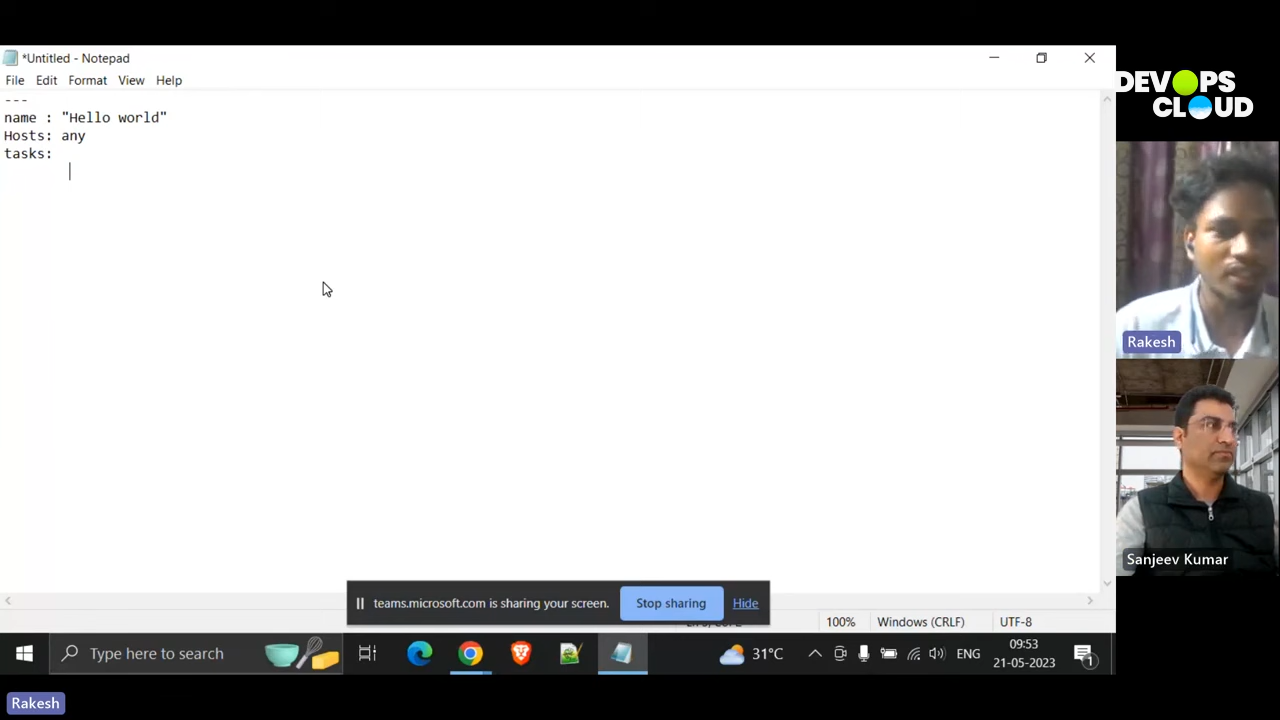 *Untitled - Notepad
File Edit Format View Help
---
name : "Hello world"
Hosts: any
tasks:
teams.microsoft.com is sharing your screen.
Stop sharing
Hide
100%
Windows (CRLF)
UTF-8
Type here to search
31°C
ENG
09:53
21-05-2023
1
DEVOPS
CLOUD
Rakesh
Sanjeev Kumar
Rakesh